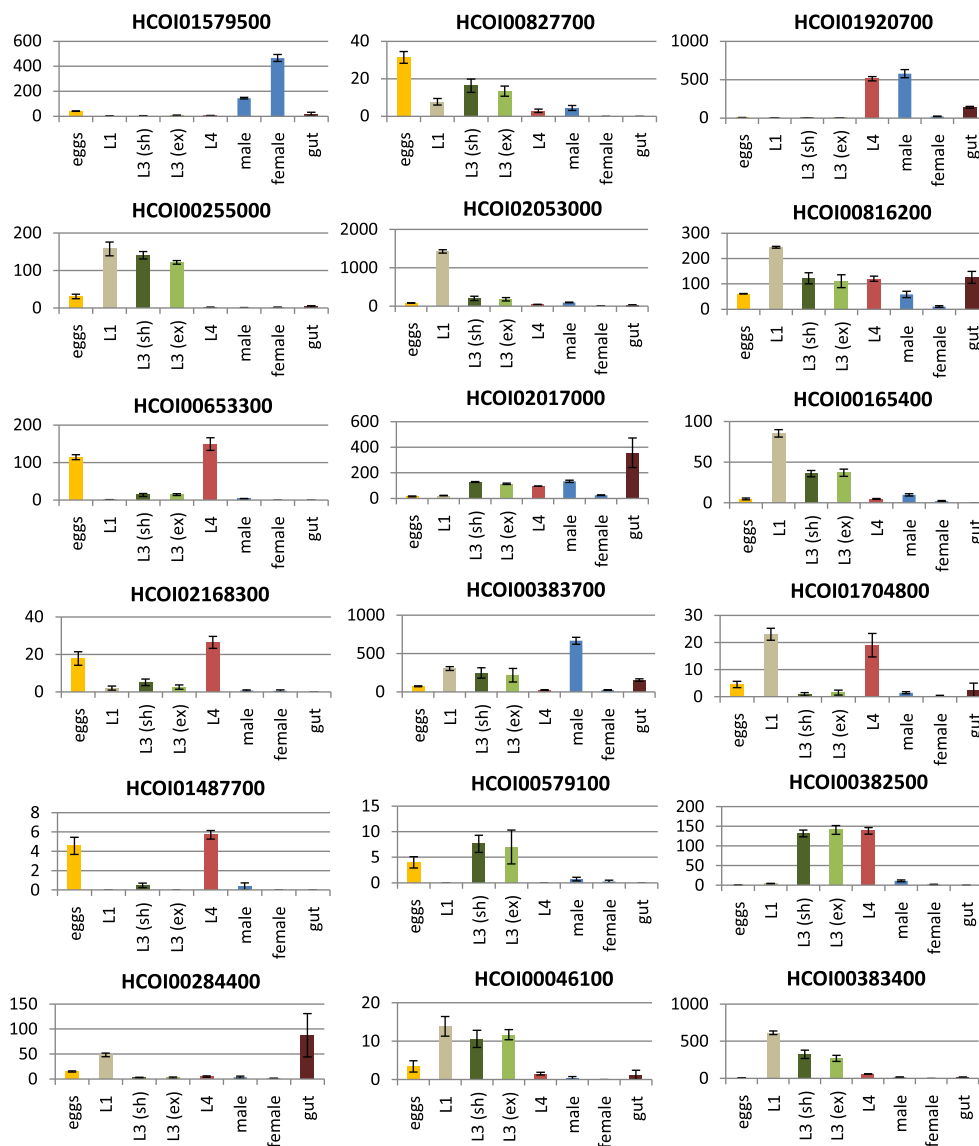 HCOI01579500
600
400
200
0
eggs
L1
L3 (sh)
L3 (ex)
L4
male
female
gut
HCOI00827700
40
20
0
eggs
L1
L3 (sh)
L3 (ex)
L4
male
female
gut
HCOI01920700
1000
500
0
eggs
L1
L3 (sh)
L3 (ex)
L4
male
female
gut
HCOI00255000
200
100
0
eggs
L1
L3 (sh)
L3 (ex)
L4
male
female
gut
HCOI02053000
2000
1000
0
eggs
L1
L3 (sh)
L3 (ex)
L4
male
female
gut
HCOI00816200
300
200
100
0
eggs
L1
L3 (sh)
L3 (ex)
L4
male
female
gut
HCOI00653300
200
100
0
eggs
L1
L3 (sh)
L3 (ex)
L4
male
female
gut
HCOI02017000
600
400
200
0
eggs
L1
L3 (sh)
L3 (ex)
L4
male
female
gut
HCOI00165400
100
50
0
eggs
L1
L3 (sh)
L3 (ex)
L4
male
female
gut
HCOI02168300
40
20
0
eggs
L1
L3 (sh)
L3 (ex)
L4
male
female
gut
HCOI00383700
1000
500
0
eggs
L1
L3 (sh)
L3 (ex)
L4
male
female
gut
HCOI01704800
30
20
10
0
eggs
L1
L3 (sh)
L3 (ex)
L4
male
female
gut
HCOI01487700
8
6
4
2
0
eggs
L1
L3 (sh)
L3 (ex)
L4
male
female
gut
HCOI00579100
15
10
5
0
eggs
L1
L3 (sh)
L3 (ex)
L4
male
female
gut
HCOI00382500
200
150
100
50
0
eggs
L1
L3 (sh)
L3 (ex)
L4
male
female
gut
HCOI00284400
150
100
50
0
eggs
L1
L3 (sh)
L3 (ex)
L4
male
female
gut
HCOI00046100
20
10
0
eggs
L1
L3 (sh)
L3 (ex)
L4
male
female
gut
HCOI00383400
1000
500
0
eggs
L1
L3 (sh)
L3 (ex)
L4
male
female
gut